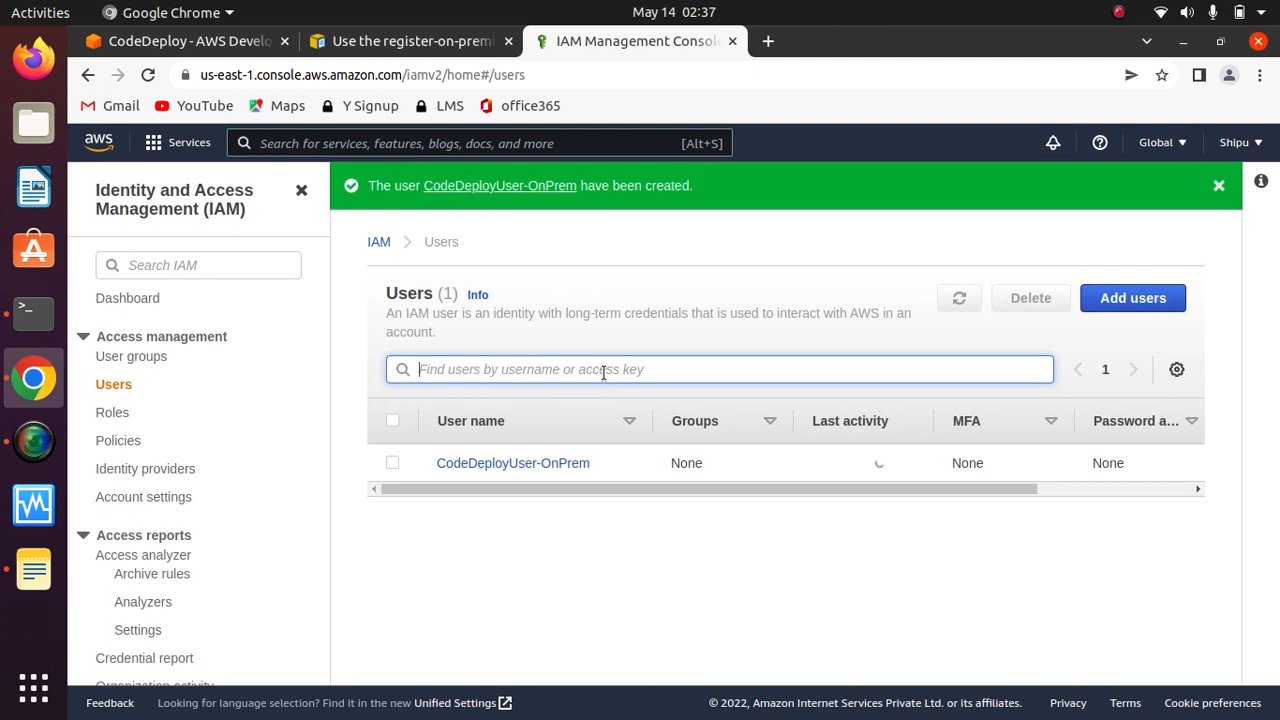 Activities
Google Chrome
May 14 02:37
CodeDeploy - AWS Develo
Use the register-on-premi
IAM Management Consol
us-east-1.console.aws.amazon.com/iamv2/home#/users
Gmail
YouTube
Maps
Y Signup
LMS
office365
aws
Services
Search for services, features, blogs, docs, and more
[Alt+S]
Global
Shipu
Identity and Access
Management (IAM)
Search IAM
Dashboard
Access management
User groups
Users
Roles
Policies
Identity providers
Account settings
Access reports
Access analyzer
Archive rules
Analyzers
Settings
Credential report
The user CodeDeployUser-OnPrem have been created.
IAM
Users
Users (1) Info
An IAM user is an identity with long-term credentials that is used to interact with AWS in an
account.
Delete
Add users
Find users by username or access key
1
User name
Groups
Last activity
MFA
Password a...
CodeDeployUser-OnPrem
None
None
None
Feedback
Looking for language selection? Find it in the new Unified Settings
© 2022, Amazon Internet Services Private Ltd. or its affiliates.
Privacy
Terms
Cookie preferences